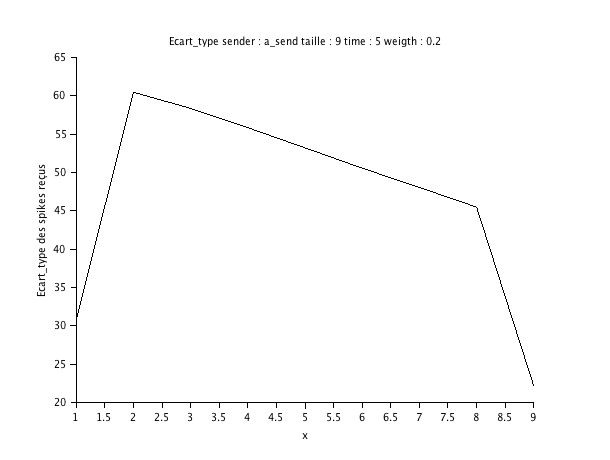 Ecart_type sender : a_send taille : 9 time : 5 weigth : 0.2
65
60
55
50
45
40
35
30
25
20
Ecart_type des spikes reçus
1 1.5 2 2.5 3 3.5 4 4.5 5 5.5 6 6.5 7 7.5 8 8.5 9
x